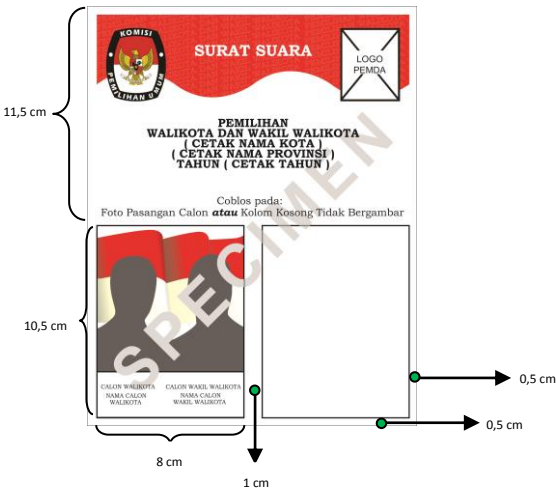 KOMISI
PEMILIHAN UMUM
SURAT SUARA
LOGO
PEMDA
11,5 cm
PEMILIHAN
WALIKOTA DAN WAKIL WALIKOTA
( CETAK NAMA KOTA )
( CETAK NAMA PROVINSI )
TAHUN ( CETAK TAHUN )
Coblos pada:
Foto Pasangan Calon atau Kolom Kosong Tidak Bergambar
SPECIMEN
10,5 cm
CALON WALIKOTA CALON WAKIL WALIKOTA
NAMA CALON NAMA CALON
WALIKOTA WAKIL WALIKOTA
0,5 cm
0,5 cm
8 cm
1 cm